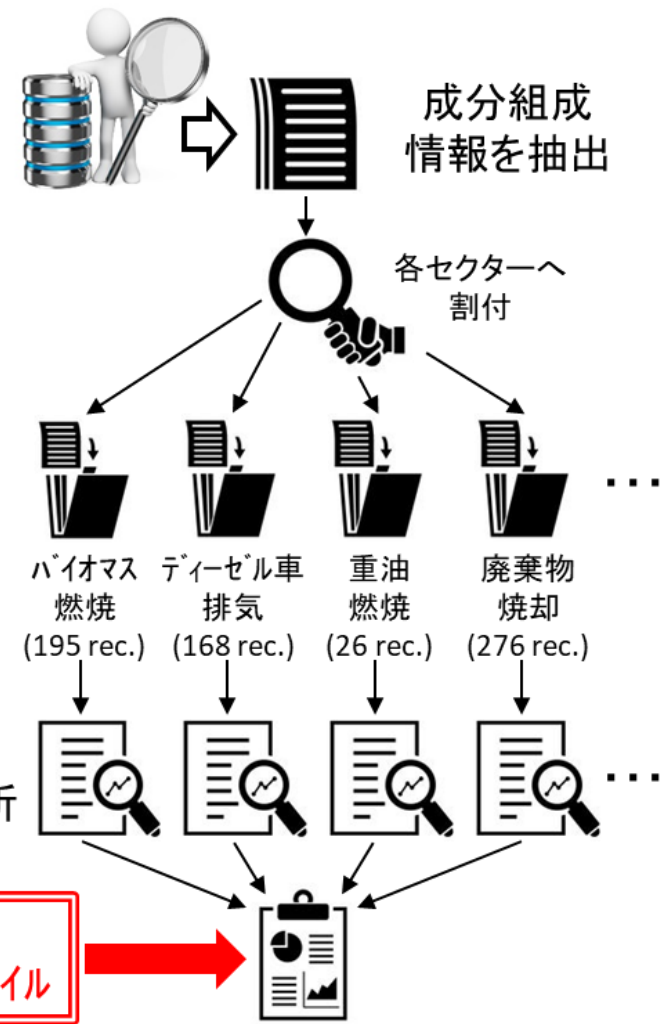 成分組成
情報を抽出
各セクターへ
割付
･･･
バイオマス
燃焼
(195 rec.)
ディーゼル車
排気
(168 rec.)
重油
燃焼
(26 rec.)
廃棄物
焼却
(276 rec.)
析
･･･
イル